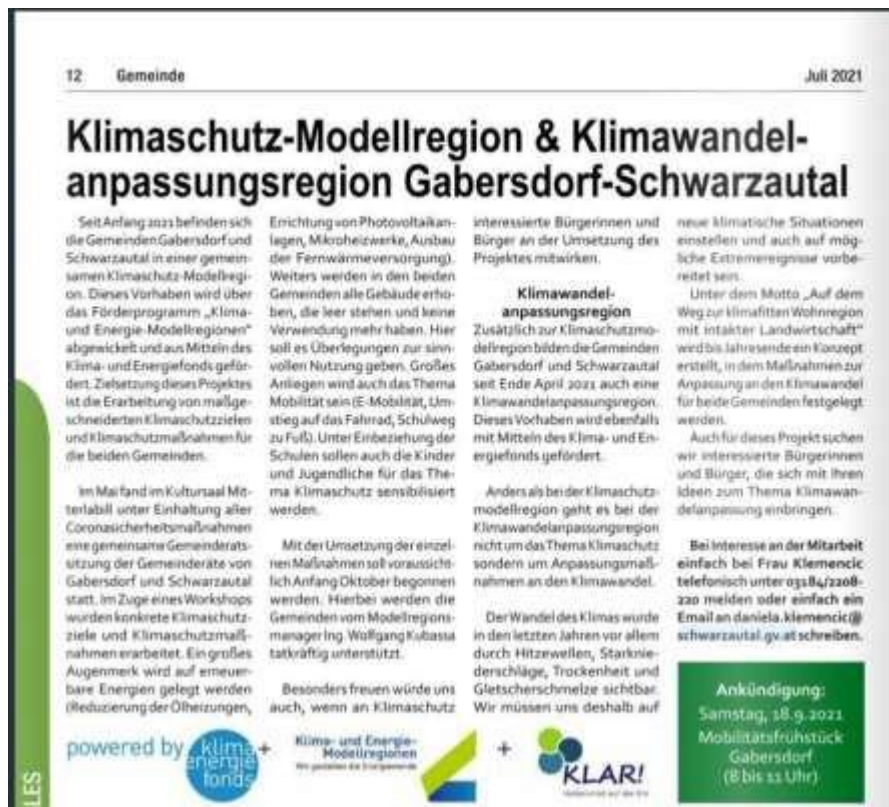 12 Gemeinde Juli 2021
Klimaschutz-Modellregion & Klimawandel-
anpassungsregion Gabersdorf-Schwarzautal
Seit Anfang 2021 befinden sich
die Gemeinden Gabersdorf und
Schwarzautal in einer gemein-
samen Klimaschutz-Modellregi-
on. Dieses Vorhaben wird über
das Förderprogramm „Klima-
und Energie-Modellregionen“
abgewickelt und aus Mitteln des
Klima- und Energiefonds geför-
dert. Zielsetzung dieses Projektes
ist die Erarbeitung von maßge-
schneiderten Klimaschutzzielen
und Klimaschutzmaßnahmen für
die beiden Gemeinden.
Im Mai fand im Kultursaal Mit-
terlabill unter Einhaltung aller
Coronasicherheitsmaßnahmen
eine gemeinsame Gemeinderats-
sitzung der Gemeinderäte von
Gabersdorf und Schwarzautal
statt. Im Zuge eines Workshops
wurden konkrete Klimaschutz-
ziele und Klimaschutzmaß-
nahmen erarbeitet. Ein großes
Augenmerk wird auf erneuer-
bare Energien gelegt werden
(Reduzierung der Ölheizungen,
Errichtung von Photovoltaikan-
lagen, Mikroheizwerke, Ausbau
der Fernwärmeversorgung).
Weiters werden in den beiden
Gemeinden alle Gebäude erho-
ben, die leer stehen und keine
Verwendung mehr haben. Hier
soll es Überlegungen zur sinn-
vollen Nutzung geben. Großes
Anliegen wird auch das Thema
Mobilität sein (E-Mobilität, Um-
stieg auf das Fahrrad, Schulweg
zu Fuß). Unter Einbeziehung der
Schulen sollen auch die Kinder
und Jugendliche für das The-
ma Klimaschutz sensibilisiert
werden.
Mit der Umsetzung der einzel-
nen Maßnahmen soll voraussicht-
lich Anfang Oktober begonnen
werden. Hierbei werden die
Gemeinden vom Modellregions-
manager Ing. Wolfgang Kubassa
tatkräftig unterstützt.
Besonders freuen würde uns
auch, wenn an Klimaschutz
interessierte Bürgerinnen und
Bürger an der Umsetzung des
Projektes mitwirken.
Klimawandel-
anpassungsregion
Zusätzlich zur Klimaschutzmo-
dellregion bilden die Gemeinden
Gabersdorf und Schwarzautal
seit Ende April 2021 auch eine
Klimawandelanpassungsregion.
Dieses Vorhaben wird ebenfalls
mit Mitteln des Klima- und En-
ergiefonds gefördert.
Anders als bei der Klimaschutz-
modellregion geht es bei der
Klimawandelanpassungsregion
nicht um das Thema Klimaschutz
sondern um Anpassungsmaß-
nahmen an den Klimawandel.
Der Wandel des Klimas wurde
in den letzten Jahren vor allem
durch Hitzewellen, Starknie-
derschläge, Trockenheit und
Gletscherschmelze sichtbar.
Wir müssen uns deshalb auf
neue klimatische Situationen
einstellen und auch auf mög-
liche Extremereignisse vorbe-
reitet sein.
Unter dem Motto „Auf dem
Weg zur klimafitten Wohnregion
mit intakter Landwirtschaft“
wird bis Jahresende ein Konzept
erstellt, in dem Maßnahmen zur
Anpassung an den Klimawandel
für beide Gemeinden festgelegt
werden.
Auch für dieses Projekt suchen
wir interessierte Bürgerinnen
und Bürger, die sich mit Ihren
Ideen zum Thema Klimawan-
delanpassung einbringen.
Bei Interesse an der Mitarbeit
einfach bei Frau Klemencic
telefonisch unter 03184/2208-
220 melden oder einfach ein
Email an daniela.klemencic@
schwarzautal.gv.at schreiben.
Ankündigung:
Samstag, 18.9.2021
Mobilitätsfrühstück
Gabersdorf
(8 bis 11 Uhr)
powered by klima + energie fonds
Klima- und Energie-
Modellregionen
Wir gestalten die Energiewende
+
KLAR!
LES